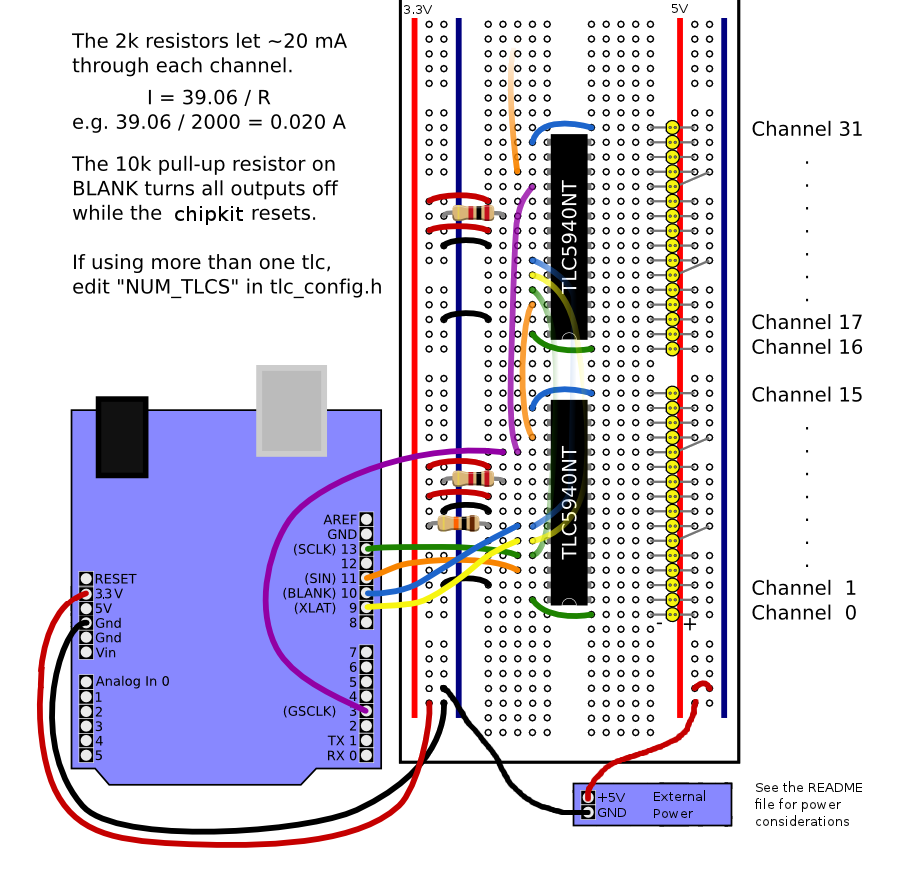 3.3V
5V
The 2k resistors let ~20 mA
through each channel.
I = 39.06 / R
e.g. 39.06 / 2000 = 0.020 A
The 10k pull-up resistor on
BLANK turns all outputs off
while the chipkit resets.
If using more than one tlc,
edit "NUM_TLCS" in tlc_config.h
TLC5940NT
TLC5940NT
Channel 31
Channel 17
Channel 16
Channel 15
Channel 1
Channel 0
- +
AREF
GND
(SCLK) 13
12
(SIN) 11
(BLANK) 10
(XLAT) 9
8
7
6
5
4
(GSCLK) 3
2
TX 1
RX 0
RESET
3.3V
5V
Gnd
Gnd
Vin
Analog In 0
1
2
3
4
5
+5V
GND
External
Power
See the README
file for power
considerations